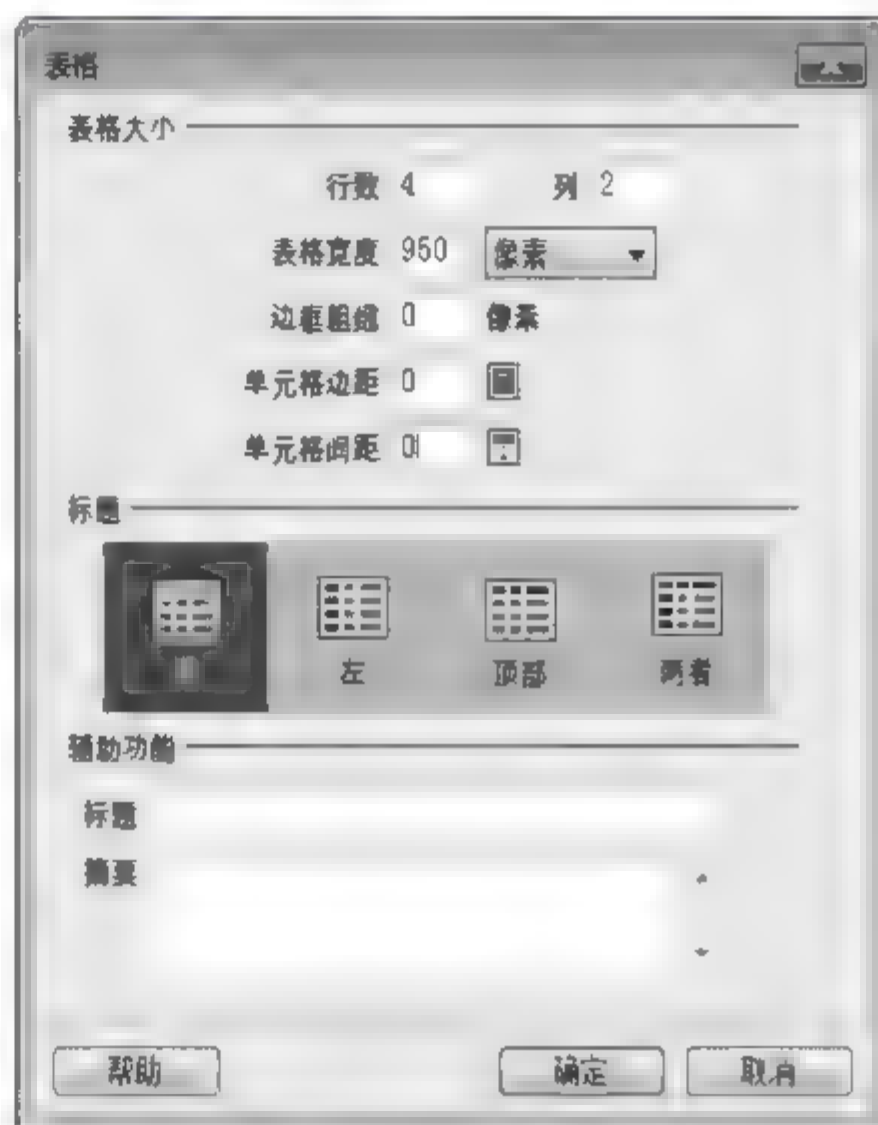 表格
表格大小
行数 4 列 2
表格宽度 950 像素
边框粗细 0 像素
单元格边距 0
单元格间距 0
标题
左 顶部 两者
辅助功能
标题
摘要
帮助 确定 取消